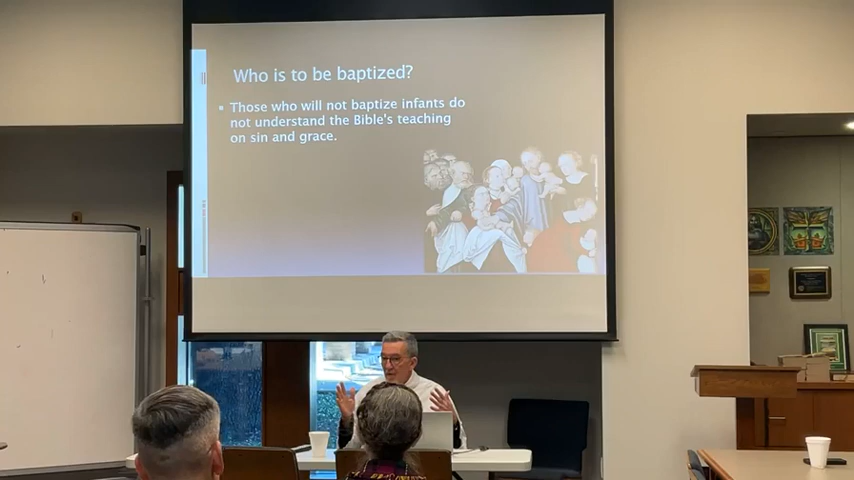 Who is to be baptized?
Those who will not baptize infants do
not understand the Bible's teaching
on sin and grace.